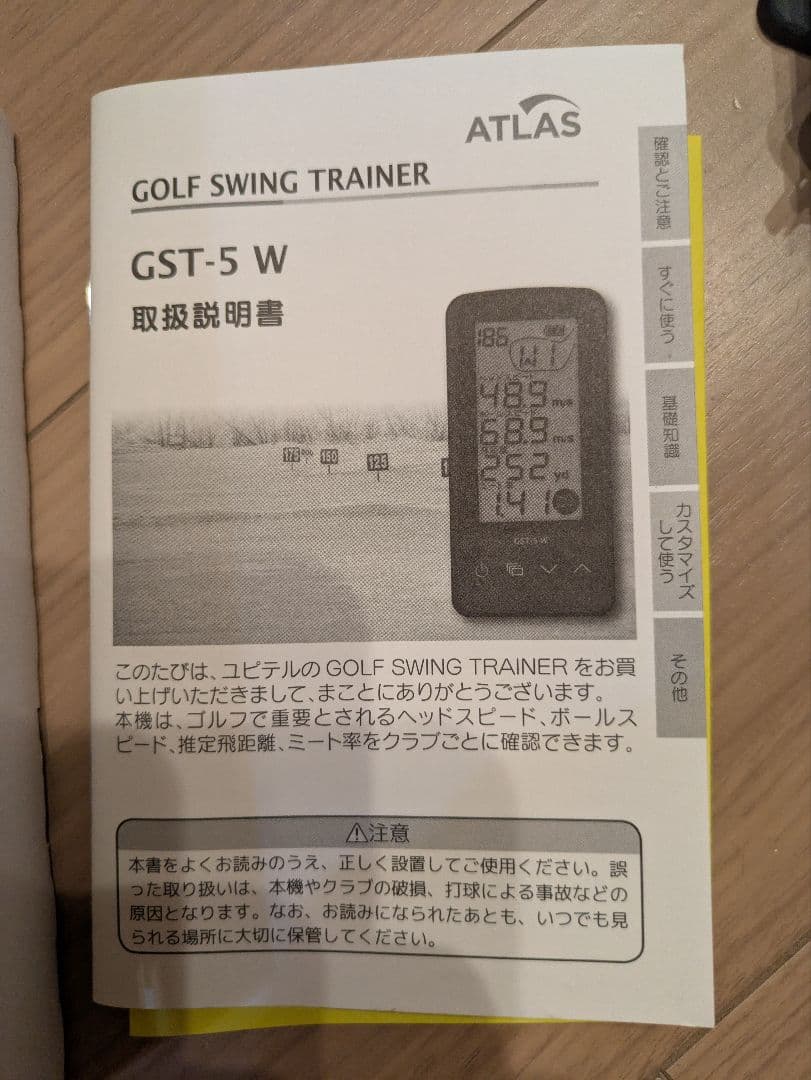 ATLAS
GOLF SWING TRAINER
GST-5 W
取扱説明書
186
W1
48.9 m/s
68.9 m/s
252 yd
1.41
GST-5 W
175
150
125
確認とご注意
すぐに使う
基礎知識
カスタマイズ
して使う
その他
このたびは、ユピテルの GOLF SWING TRAINER をお買
い上げいただきまして、まことにありがとうございます。
本機は、ゴルフで重要とされるヘッドスピード、ボールス
ピード、推定飛距離、ミート率をクラブごとに確認できます。
⚠注意
本書をよくお読みのうえ、正しく設置してご使用ください。誤
った取り扱いは、本機やクラブの破損、打球による事故などの
原因となります。なお、お読みになられたあとも、いつでも見
られる場所に大切に保管してください。